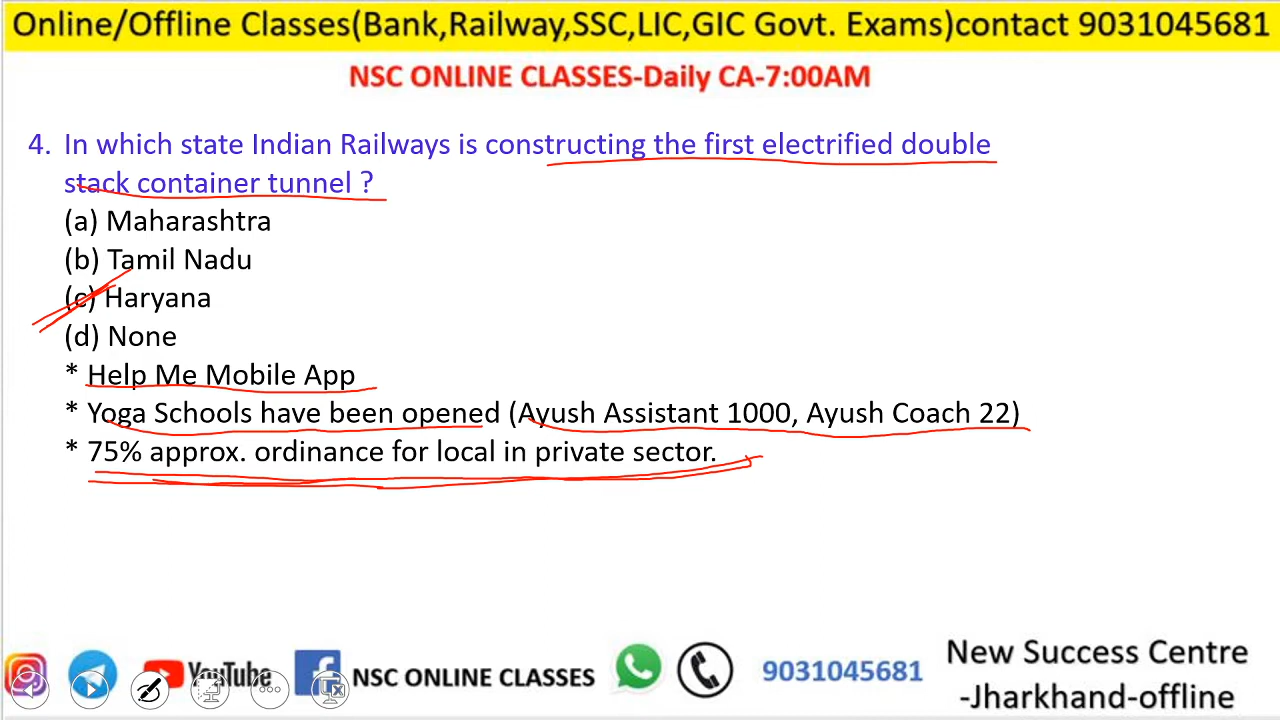 Online/Offline Classes(Bank,Railway,SSC,LIC,GIC Govt. Exams)contact 9031045681
NSC ONLINE CLASSES-Daily CA-7:00AM
4. In which state Indian Railways is constructing the first electrified double
stack container tunnel ?
(a) Maharashtra
(b) Tamil Nadu
(c) Haryana
(d) None
* Help Me Mobile App
* Yoga Schools have been opened (Ayush Assistant 1000, Ayush Coach 22)
* 75% approx. ordinance for local in private sector.
YouTube
NSC ONLINE CLASSES
9031045681
New Success Centre
-Jharkhand-offline